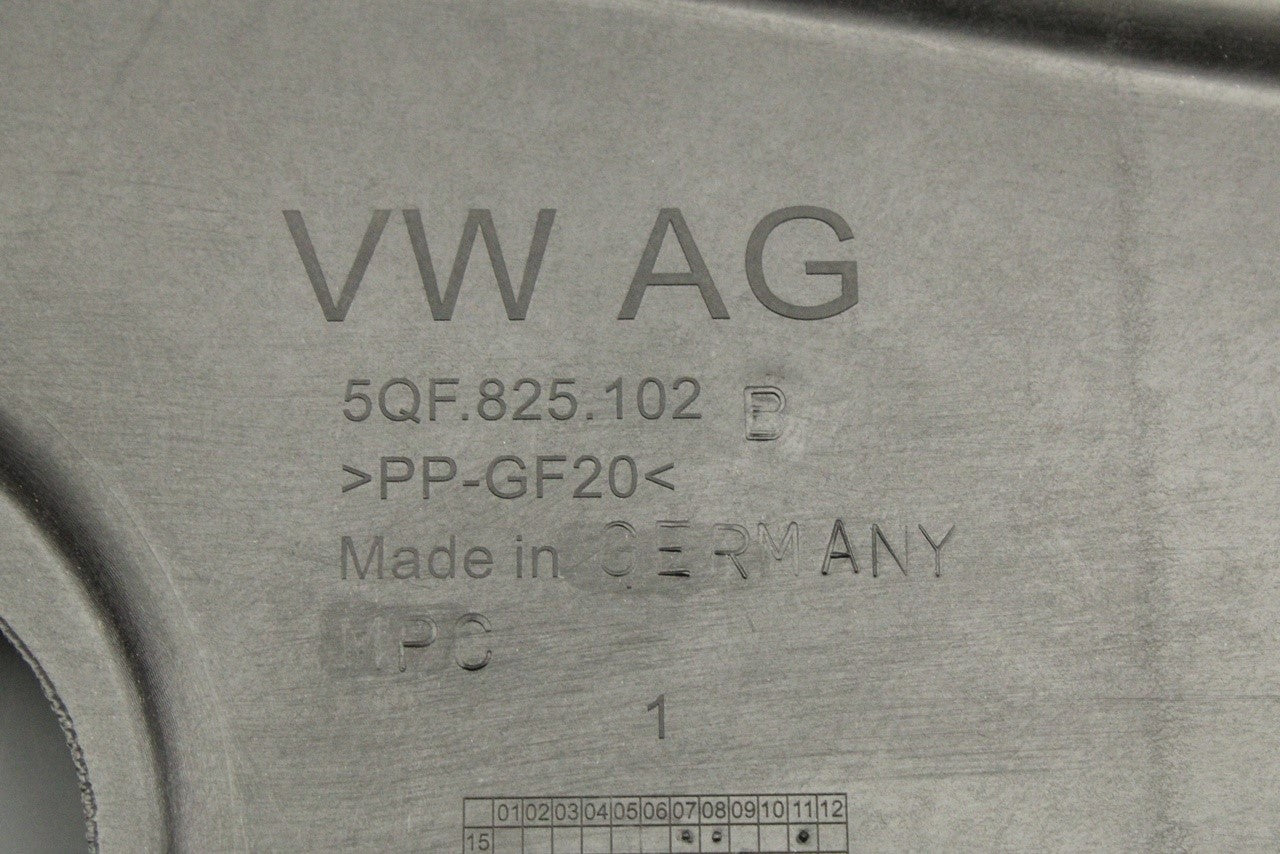 VW AG
5QF.825.102 B
>PP-GF20<
Made in GERMANY
MPC
1
01 02 03 04 05 06 07 08 09 10 11 12
15